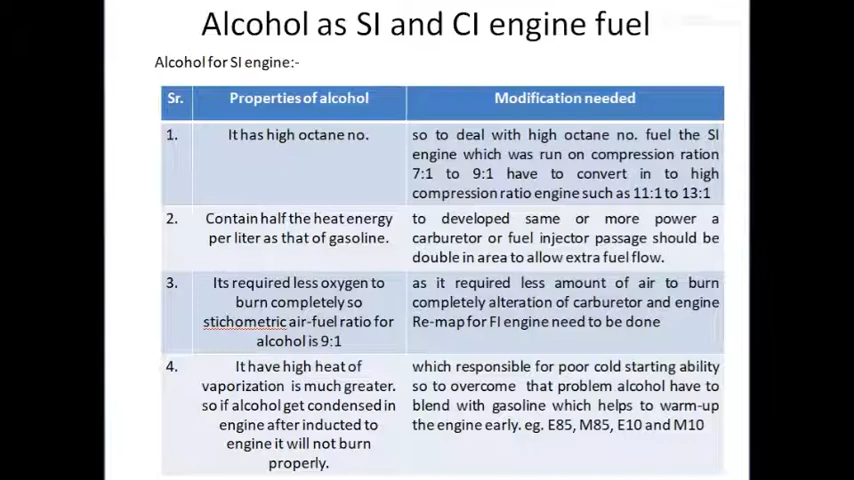 Alcohol as SI and CI engine fuel
Alcohol for SI engine:-
Sr. Properties of alcohol Modification needed
1. It has high octane no. so to deal with high octane no. fuel the SI
engine which was run on compression ration
7:1 to 9:1 have to convert in to high
compression ratio engine such as 11:1 to 13:1
2. Contain half the heat energy to developed same or more power a
per liter as that of gasoline. carburetor or fuel injector passage should be
double in area to allow extra fuel flow.
3. Its required less oxygen to as it required less amount of air to burn
burn completely so completely alteration of carburetor and engine
stichometric air-fuel ratio for Re-map for FI engine need to be done
alcohol is 9:1
4. It have high heat of which responsible for poor cold starting ability
vaporization is much greater. so to overcome that problem alcohol have to
so if alcohol get condensed in blend with gasoline which helps to warm-up
engine after inducted to the engine early. eg. E85, M85, E10 and M10
engine it will not burn
properly.